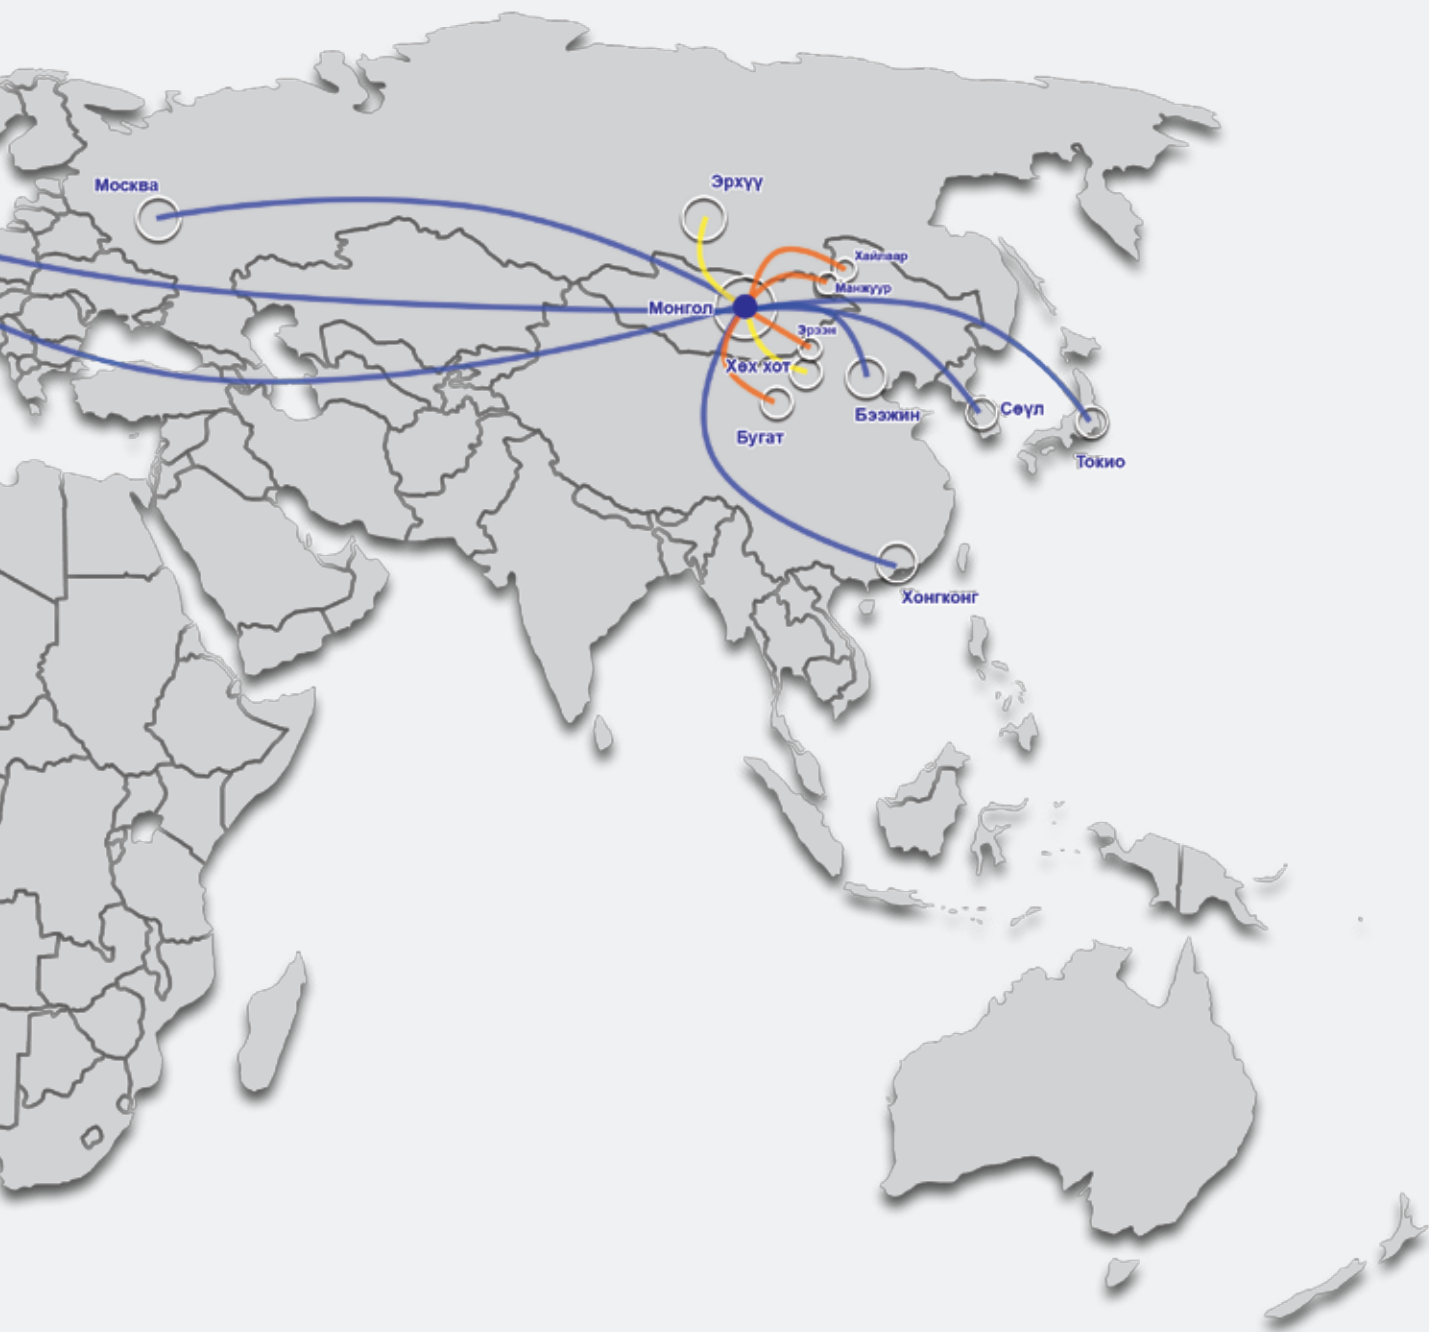 Эрхүү
Москва
Хайлаар
Манжуур
Монгол
Эрээн
Хөх хот
Сөүл
Бээжин
Бугат
Токио
Хонгконг